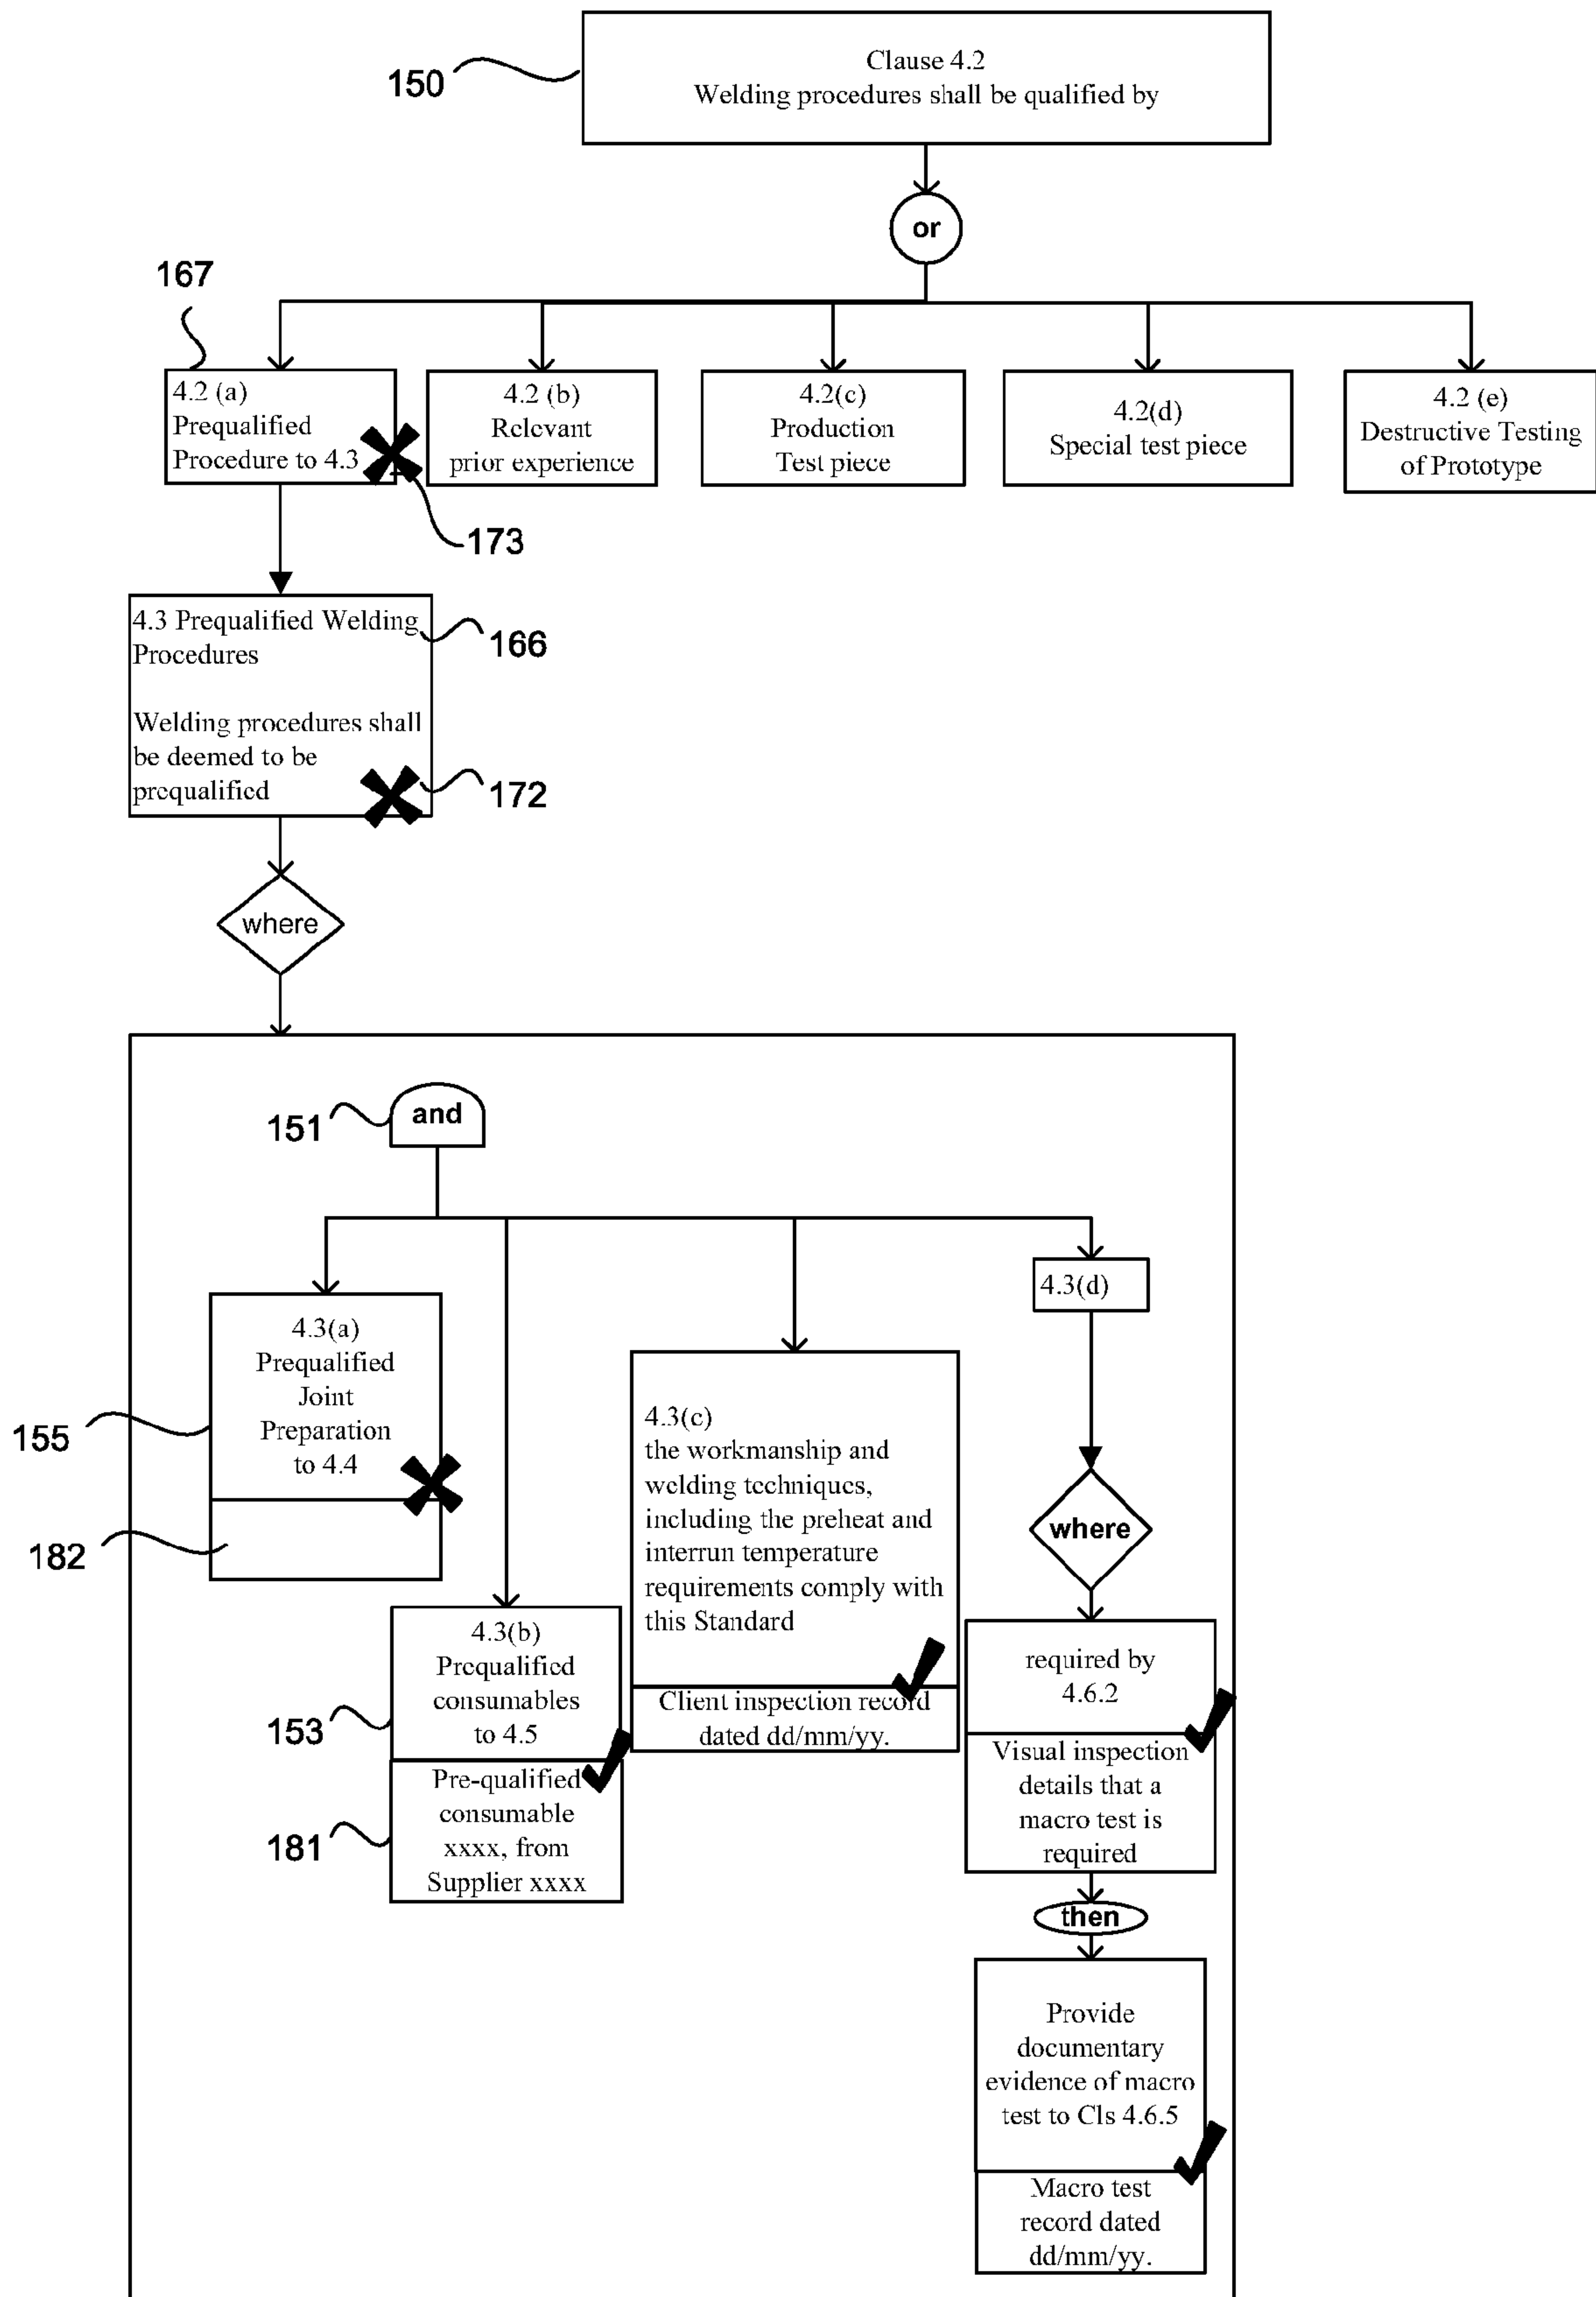 Clause 4.2
Welding procedures shall be qualified by
150
or
167
4.2 (a)
Prequalified
Procedure to 4.3
4.2 (b)
Relevant
prior experience
4.2(c)
Production
Test piece
4.2(d)
Special test piece
4.2 (e)
Destructive Testing
of Prototype
173
4.3 Prequalified Welding
Procedures
166
Welding procedures shall
be deemed to be
prequalified
172
where
151
and
4.3(a)
Prequalified
Joint
Preparation
to 4.4
155
182
4.3(b)
Prequalified
consumables
to 4.5
153
Pre-qualified
consumable
xxxx, from
Supplier xxxx
181
4.3(c)
the workmanship and
welding techniques,
including the preheat and
interrun temperature
requirements comply with
this Standard
Client inspection record
dated dd/mm/yy.
4.3(d)
where
required by
4.6.2
Visual inspection
details that a
macro test is
required
then
Provide
documentary
evidence of macro
test to Cls 4.6.5
Macro test
record dated
dd/mm/yy.